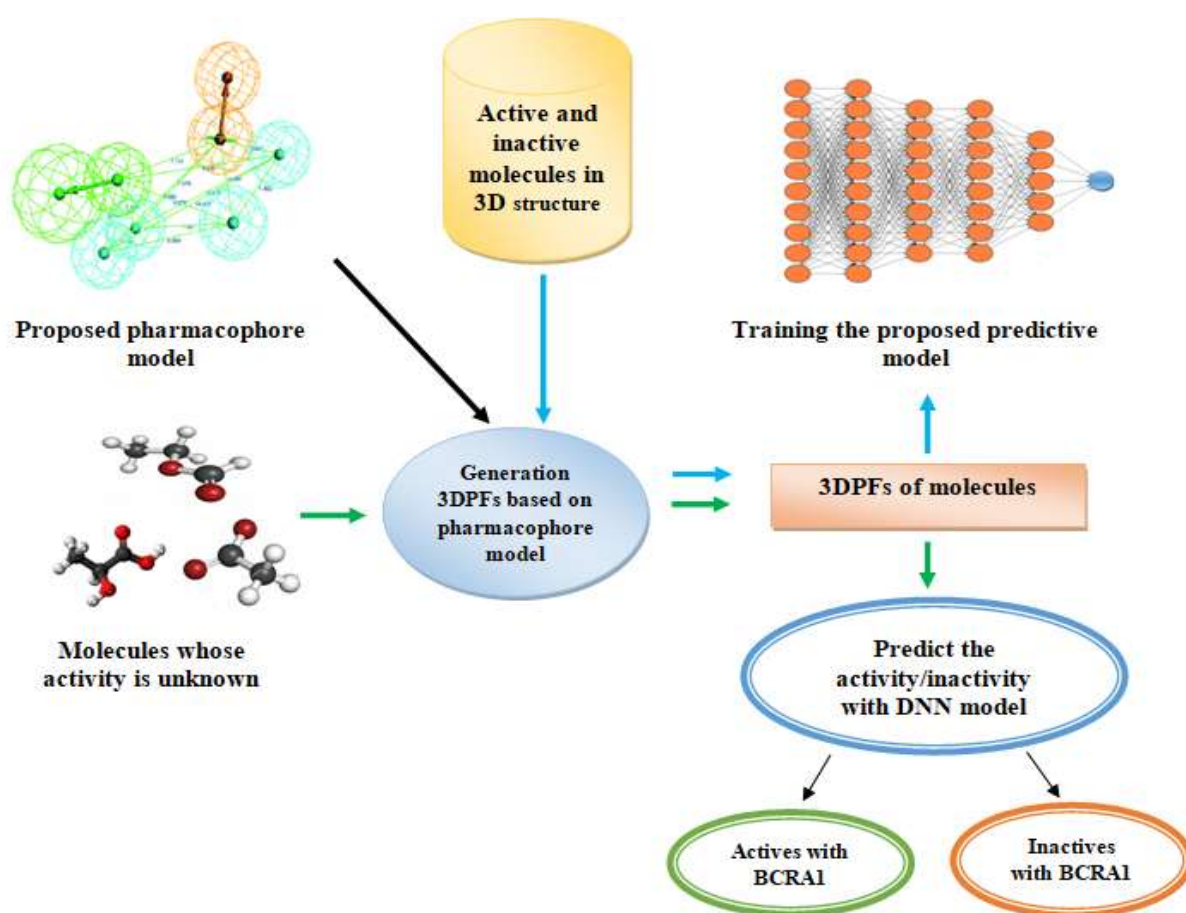 Active and
inactive
molecules in
3D structure
Proposed pharmacophore
model
Training the proposed predictive
model
Generation
3DPFs based on
pharmacophore
model
3DPFs of molecules
Molecules whose
activity is unknown
Predict the
activity/inactivity
with DNN model
Actives with
BCRA1
Inactives
with BCRA1